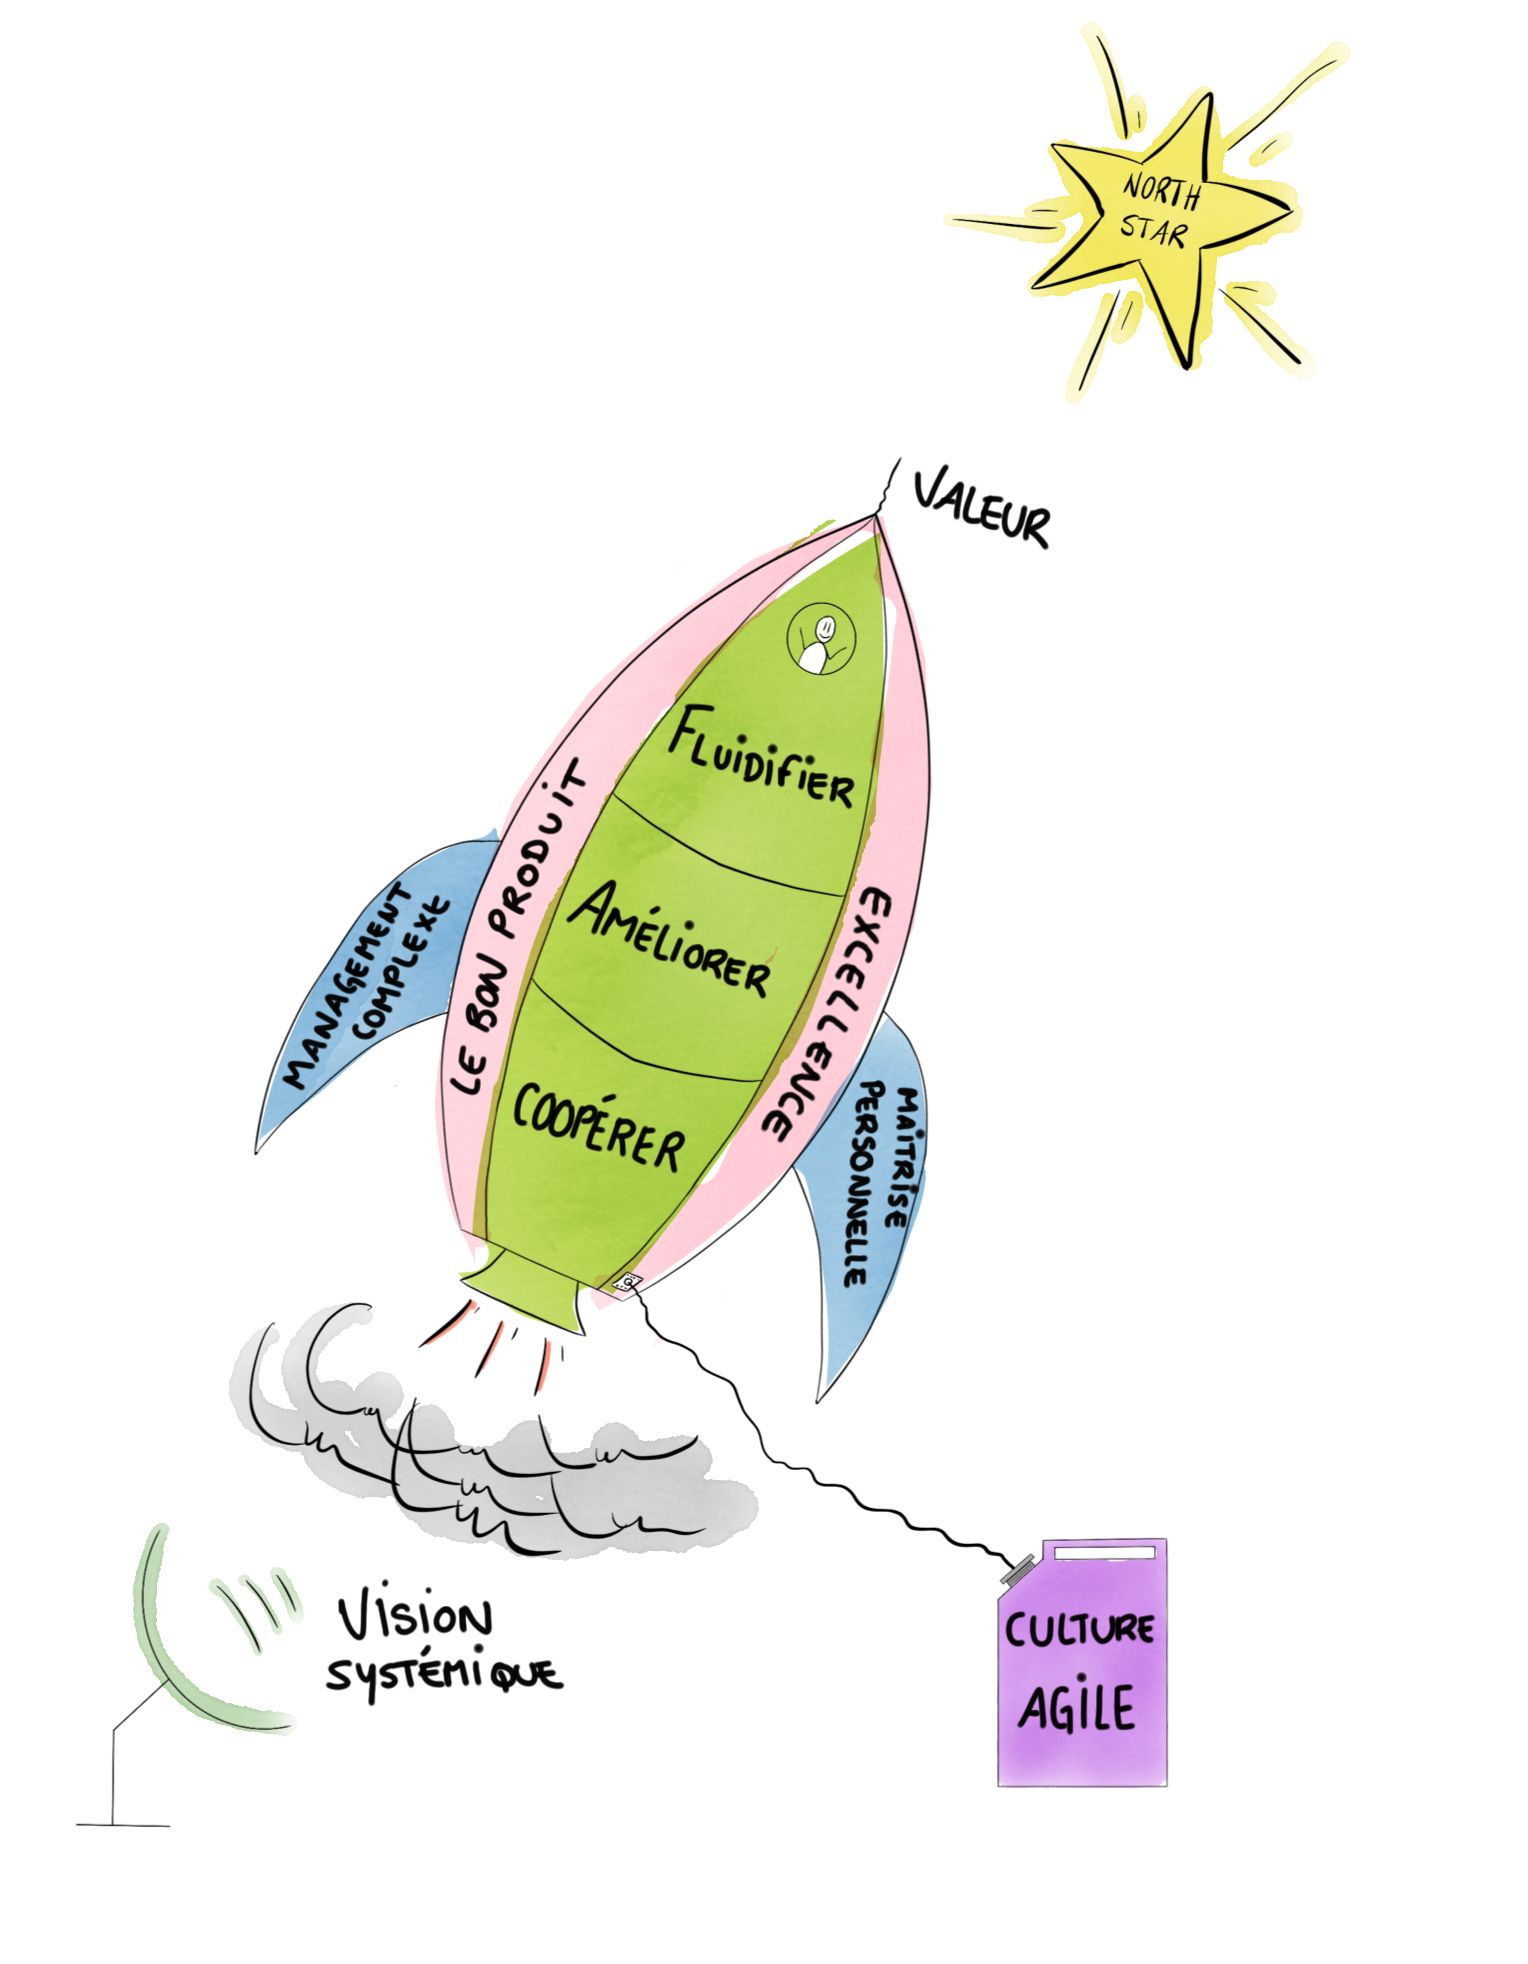 NORTH
STAR
VALEUR
FLUIDIFIER
AMÉLIORER
COOPÉRER
LE BON PRODUIT
EXCELLENCE
MANAGEMENT
COMPLEXE
MAÎTRISE
PERSONNELLE
VISION
SYSTÉMIQUE
CULTURE
AGILE